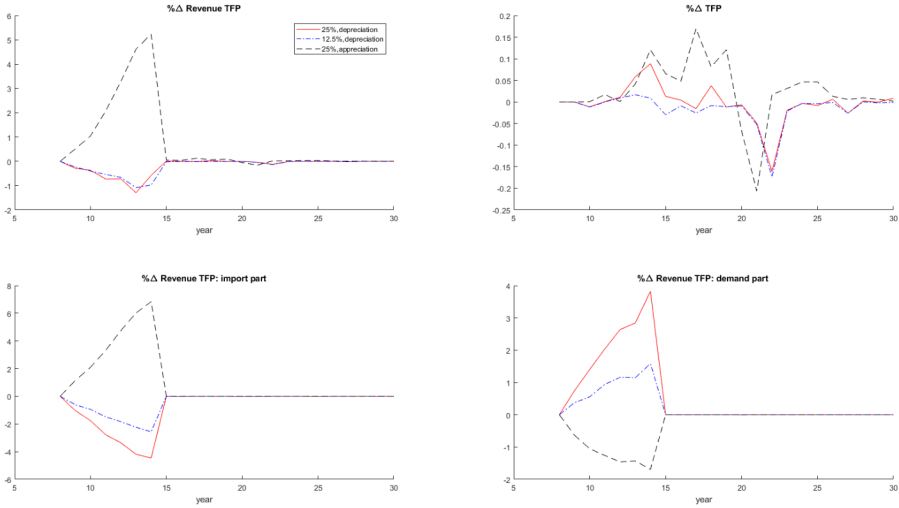 %Δ Revenue TFP
6
5
4
3
2
1
0
-1
-2
5 10 15 20 25 30
year
25%,depreciation
12.5%,depreciation
25%,appreciation
%Δ TFP
0.2
0.15
0.1
0.05
0
-0.05
-0.1
-0.15
-0.2
-0.25
5 10 15 20 25 30
year
%Δ Revenue TFP: import part
8
6
4
2
0
-2
-4
-6
5 10 15 20 25 30
year
%Δ Revenue TFP: demand part
4
3
2
1
0
-1
-2
5 10 15 20 25 30
year